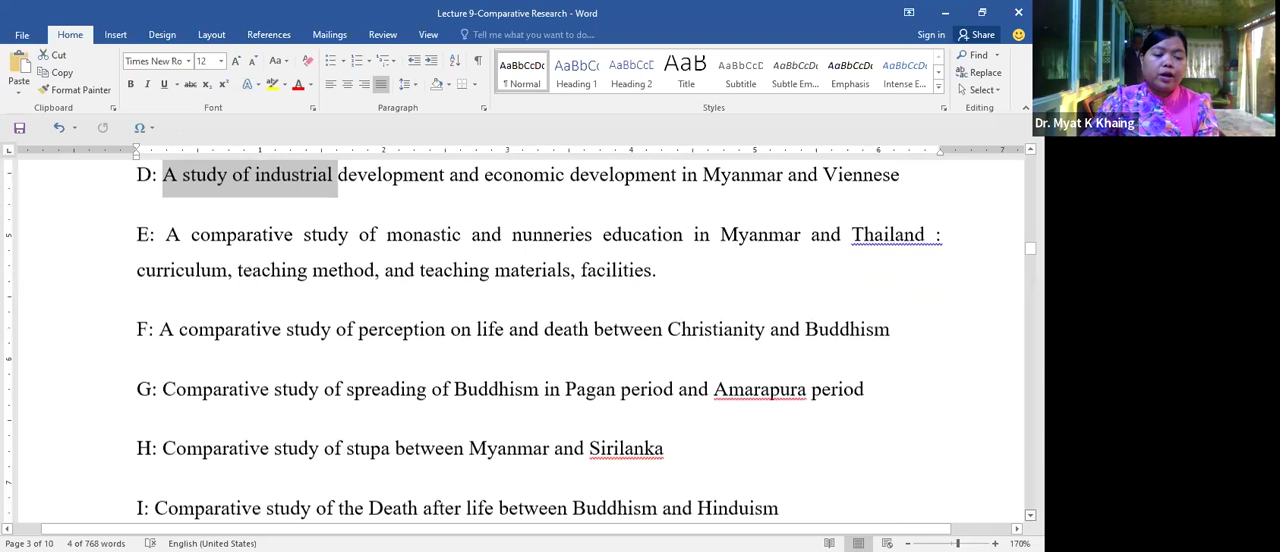 Lecture 9-Comparative Research - Word
File Home Insert Design Layout References Mailings Review View Tell me what you want to do... Sign in Share
Cut
Copy
Format Painter
Paste
Times New Ro 12
Find
Replace
Select
AaBbCcDc AaBbCc AaBbCcD AaB AaBbCcD AaBbCcDc AaBbCcDc AaBbCcDc
¶ Normal Heading 1 Heading 2 Title Subtitle Subtle Em... Emphasis Intense E...
Clipboard Font Paragraph Styles Editing
Dr. Myat K Khaing
D: A study of industrial development and economic development in Myanmar and Viennese
E: A comparative study of monastic and nunneries education in Myanmar and Thailand :
curriculum, teaching method, and teaching materials, facilities.
F: A comparative study of perception on life and death between Christianity and Buddhism
G: Comparative study of spreading of Buddhism in Pagan period and Amarapura period
H: Comparative study of stupa between Myanmar and Sirilanka
I: Comparative study of the Death after life between Buddhism and Hinduism
Page 3 of 10 4 of 768 words English (United States) 170%